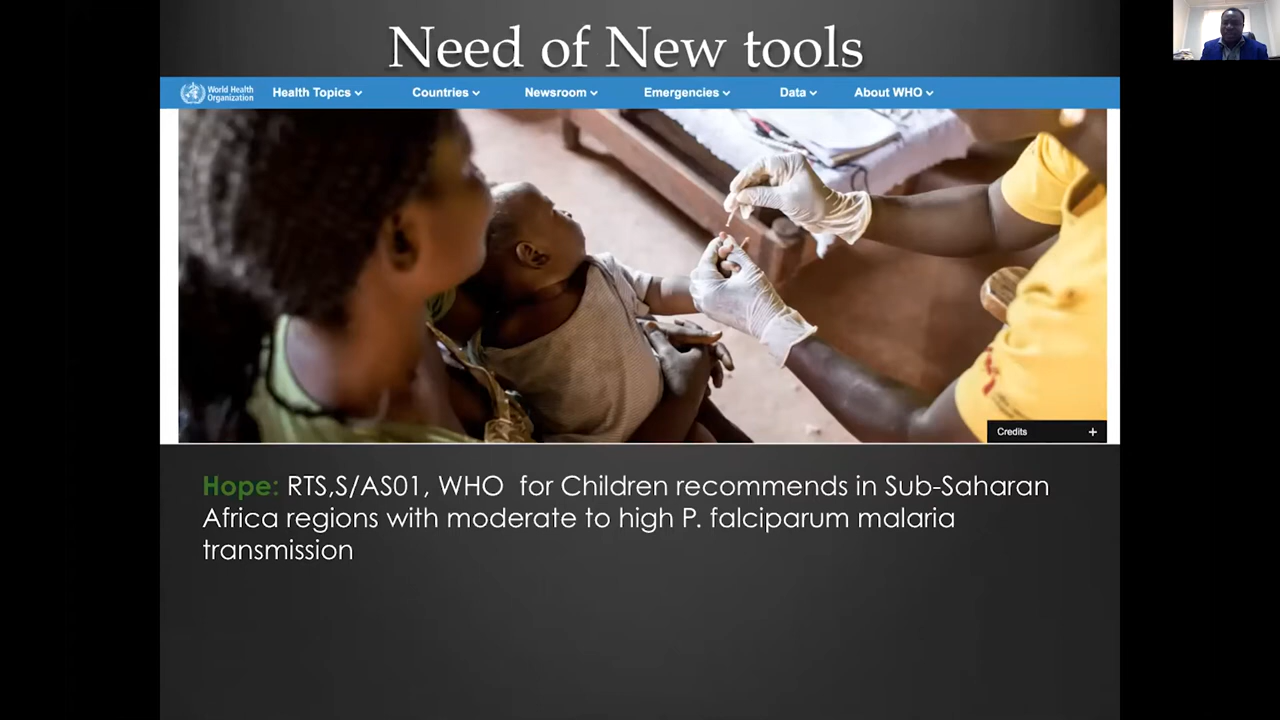 Need of New tools
World Health
Organization
Health Topics
Countries
Newsroom
Emergencies
Data
About WHO
Credits +
Hope: RTS,S/AS01, WHO  for Children recommends in Sub-Saharan
Africa regions with moderate to high P. falciparum malaria
transmission